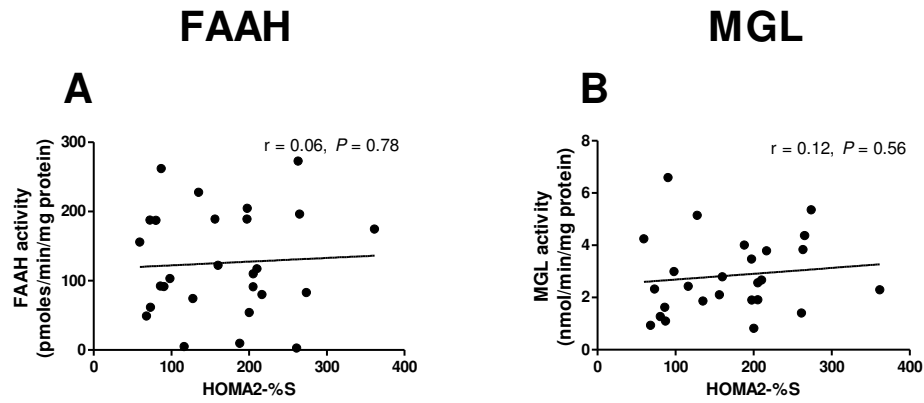 FAAH
MGL
A
B
r = 0.06, P = 0.78
FAAH activity
(pmoles/min/mg protein)
300
200
100
0
0
100
200
300
400
HOMA2-%S
r = 0.12, P = 0.56
MGL activity
(nmol/min/mg protein)
8
6
4
2
0
0
100
200
300
400
HOMA2-%S